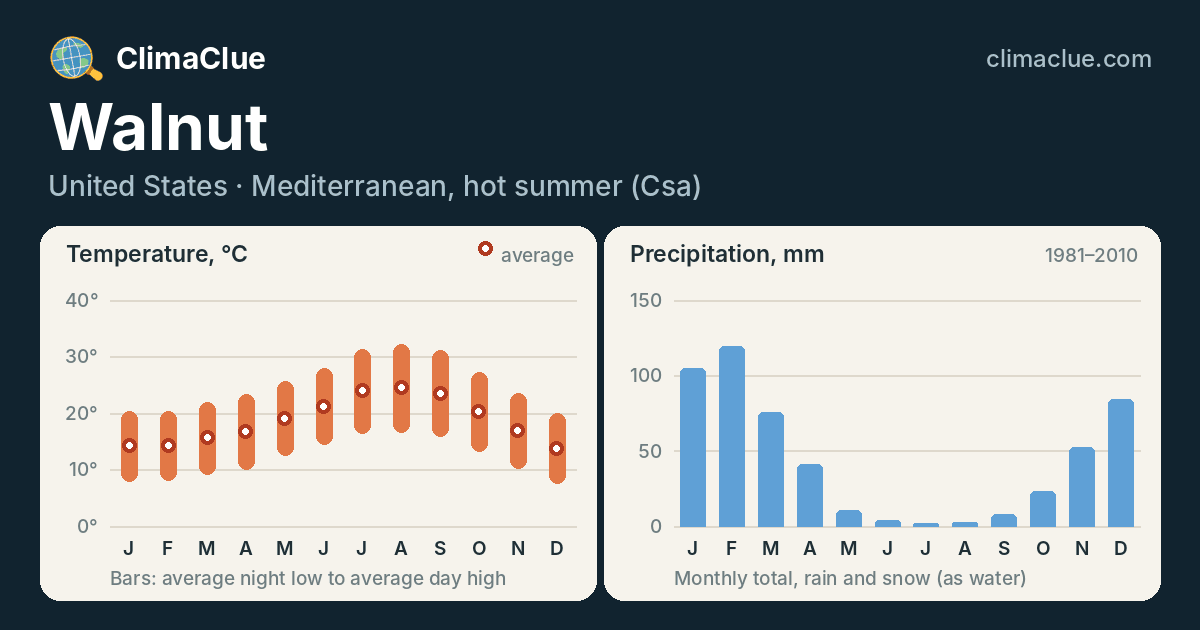 ClimaClue
climaclue.com
Walnut
United States · Mediterranean, hot summer (Csa)
Temperature, °C
average
40°
30°
20°
10°
0°
J F M A M J J A S O N D
Bars: average night low to average day high
Precipitation, mm
1981–2010
150
100
50
0
J F M A M J J A S O N D
Monthly total, rain and snow (as water)